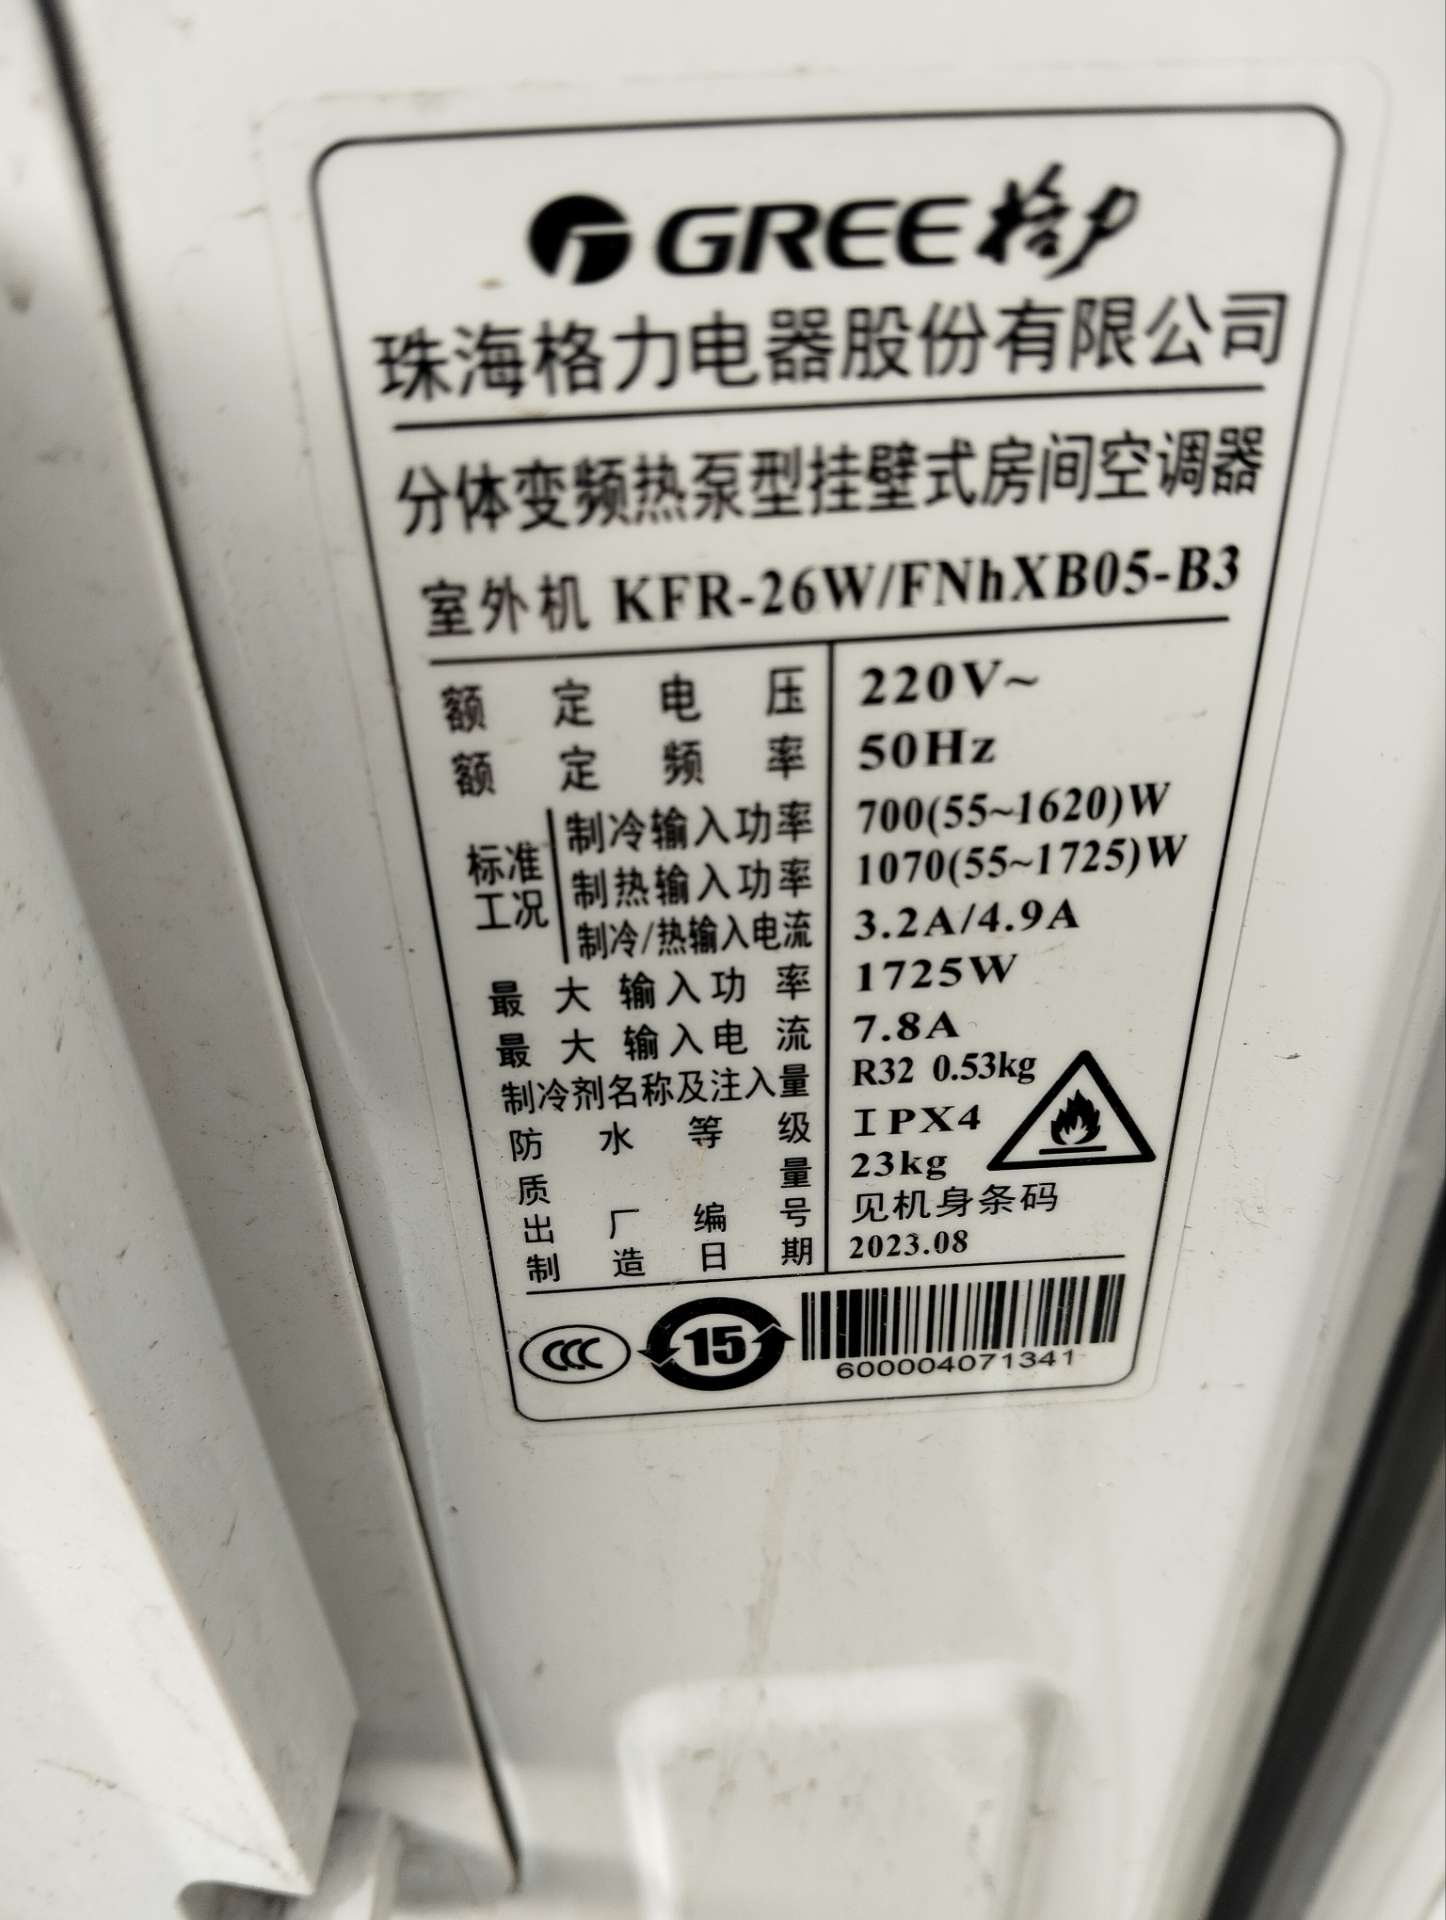 GREE格力
珠海格力电器股份有限公司
分体变频热泵型挂壁式房间空调器
室外机 KFR-26W/FNhXB05-B3
额定电压 220V~
额定频率 50Hz
标准工况 制冷输入功率 700(55~1620)W
制热输入功率 1070(55~1725)W
制冷/热输入电流 3.2A/4.9A
最大输入功率 1725W
最大输入电流 7.8A
制冷剂名称及注入量 R32 0.53kg
防水等级 IPX4
质量 23kg
出厂编号 见机身条码
制造日期 2023.08
CCC 15
600004071341